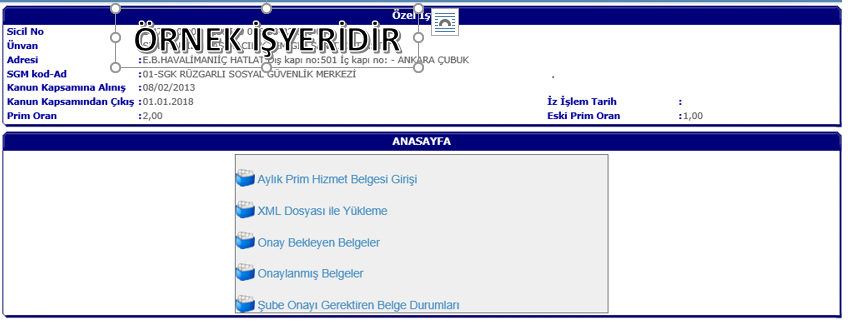 Özel İş
Sicil No
ÖRNEK İŞYERİDİR
Ünvan :
Adresi : E.B.HAVALİMANIİÇ HATLAT Dış kapı no:501 İç kapı no: - ANKARA ÇUBUK
SGM kod-Ad : 01-SGK RÜZGARLI SOSYAL GÜVENLİK MERKEZİ .
Kanun Kapsamına Alınış : 08/02/2013
Kanun Kapsamından Çıkış : 01.01.2018 İz İşlem Tarih :
Prim Oran : 2,00 Eski Prim Oran : 1,00
ANASAYFA
Aylık Prim Hizmet Belgesi Girişi
XML Dosyası ile Yükleme
Onay Bekleyen Belgeler
Onaylanmış Belgeler
Şube Onayı Gerektiren Belge Durumları